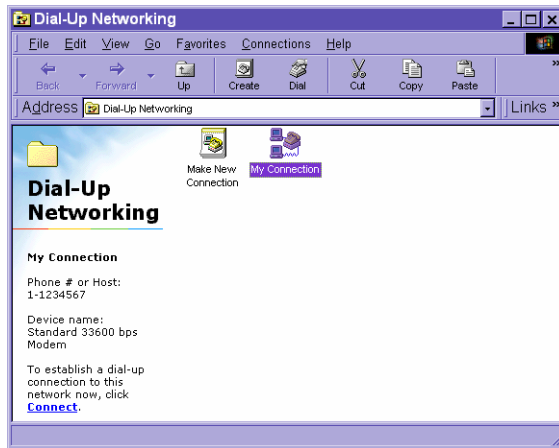 Dial-Up Networking
File Edit View Go Favorites Connections Help
Back Forward Up Create Dial Cut Copy Paste »
Address Dial-Up Networking Links »
Make New
Connection
My Connection
Dial-Up
Networking
My Connection
Phone # or Host:
1-1234567
Device name:
Standard 33600 bps
Modem
To establish a dial-up
connection to this
network now, click
Connect.